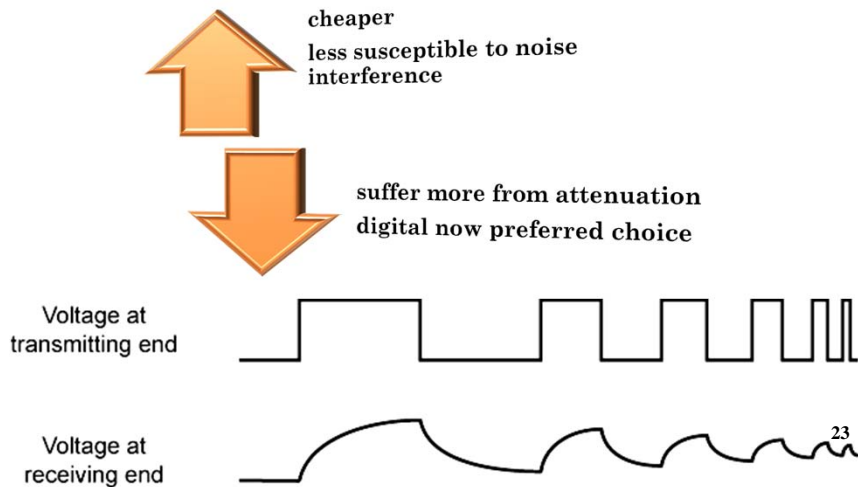 cheaper
less susceptible to noise
interference
suffer more from attenuation
digital now preferred choice
Voltage at
transmitting end
Voltage at
receiving end
23